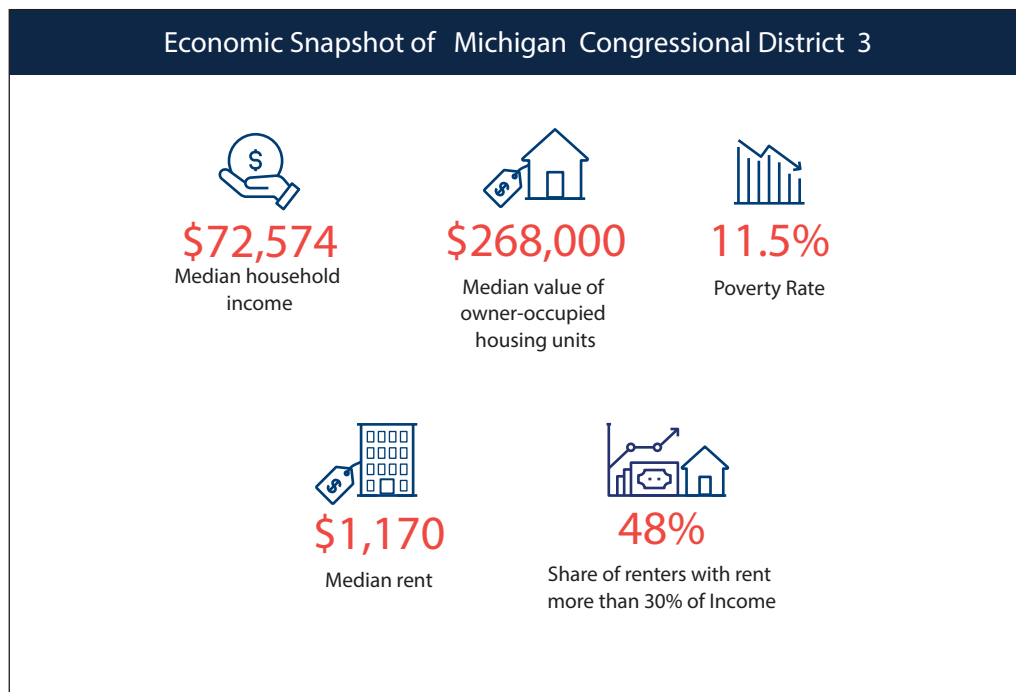 Economic Snapshot of Michigan Congressional District 3
$
$
$72,574
$268,000
11.5%
Median household
income
Median value of
owner-occupied
housing units
Poverty Rate
$
$1,170
48%
Median rent
Share of renters with rent
more than 30% of Income